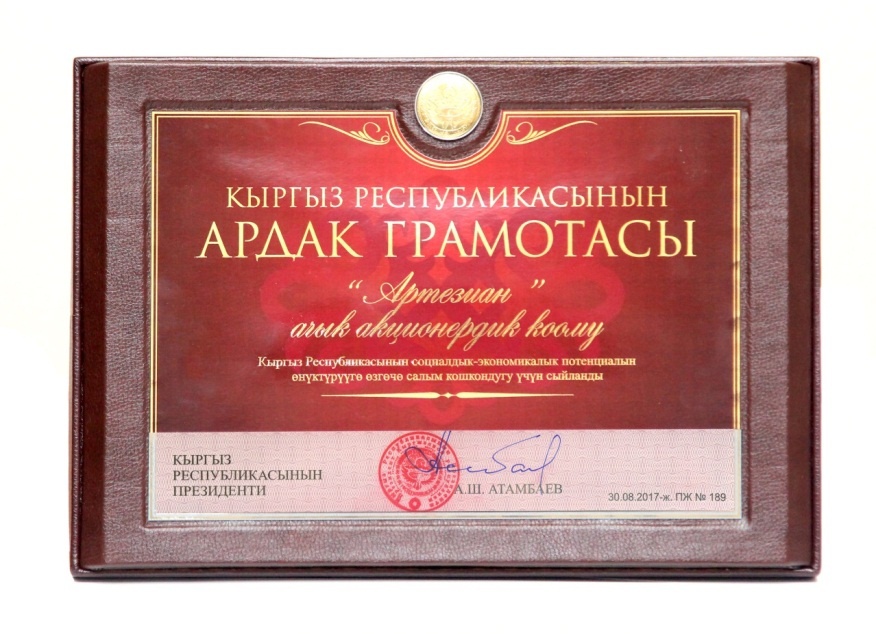 КЫРГЫЗ РЕСПУБЛИКАСЫНЫН
АРДАК ГРАМОТАСЫ
“ Артезиан ”
ачык акционердик коому
Кыргыз Республикасынын социалдык-экономикалык потенциалын
өнүктүрүүгө өзгөчө салым кошкондугу үчүн сыйланды
КЫРГЫЗ
РЕСПУБЛИКАСЫНЫН
ПРЕЗИДЕНТИ
А.Ш. АТАМБАЕВ
30.08.2017-ж. ПЖ № 189